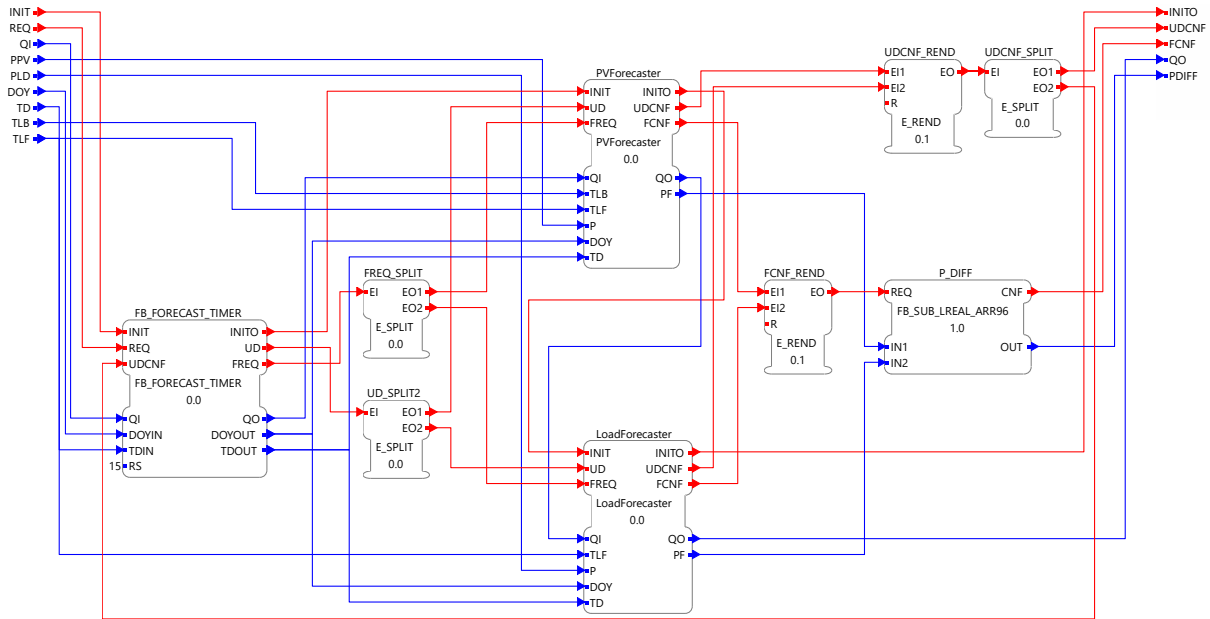 INIT
REQ
QI
PPV
PLD
DOY
TD
TLB
TLF
INITO
UDCNF
FCNF
QO
PDIFF
FB_FORECAST_TIMER
INIT INITO
REQ UD
UDCNF FREQ
FB_FORECAST_TIMER
0.0
QI QO
DOYIN DOYOUT
TDIN TDOUT
15 RS
FREQ_SPLIT
EI EO1
EO2
E_SPLIT
0.0
UD_SPLIT2
EI EO1
EO2
E_SPLIT
0.0
PVForecaster
INIT INITO
UD UDCNF
FREQ FCNF
PVForecaster
0.0
QI QO
TLB PF
TLF
P
DOY
TD
LoadForecaster
INIT INITO
UD UDCNF
FREQ FCNF
LoadForecaster
0.0
QI QO
TLF PF
P
DOY
TD
UDCNF_REND
EI1 EO
EI2
R
E_REND
0.1
UDCNF_SPLIT
EI EO1
EO2
E_SPLIT
0.0
FCNF_REND
EI1 EO
EI2
R
E_REND
0.1
P_DIFF
REQ CNF
FB_SUB_LREAL_ARR96
1.0
IN1 OUT
IN2